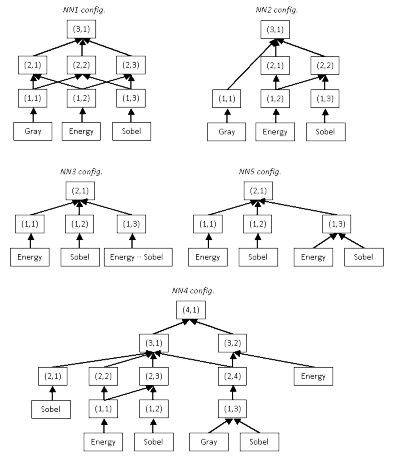 NN1 config.
(3,1)
(2,1) (2,2) (2,3)
(1,1) (1,2) (1,3)
Gray Energy Sobel
NN2 config.
(3,1)
(2,1) (2,2)
(1,1) (1,2) (1,3)
Gray Energy Sobel
NN3 config.
(2,1)
(1,1) (1,2) (1,3)
Energy Sobel Energy - Sobel
NN5 config.
(2,1)
(1,1) (1,2) (1,3)
Energy Sobel Energy Sobel
NN4 config.
(4,1)
(3,1) (3,2)
(2,1) (2,2) (2,3) (2,4) Energy
Sobel (1,1) (1,2) (1,3)
Energy Sobel Gray Sobel